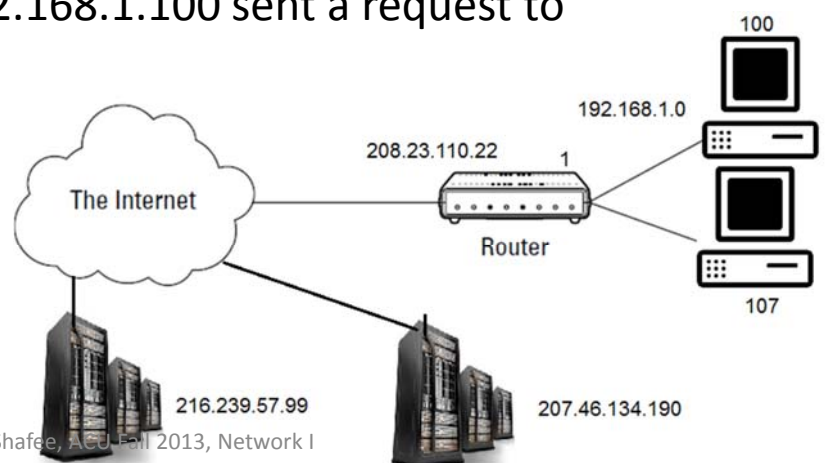 2.168.1.100 sent a request to
100
192.168.1.0
208.23.110.22
1
The Internet
Router
107
216.239.57.99
207.46.134.190
Shafee, ACU Fall 2013, Network I